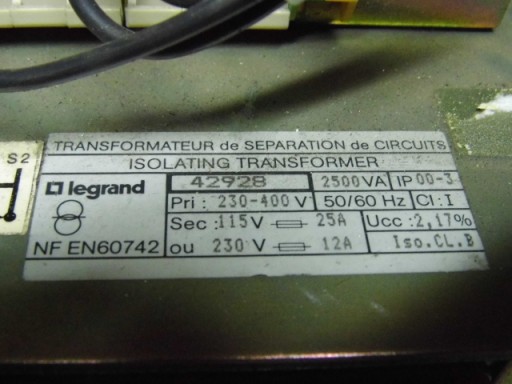 S2
TRANSFORMATEUR de SEPARATION de CIRCUITS
ISOLATING TRANSFORMER
legrand 42928 2500VA IP 00-3-
Pri : 230-400 V 50/60 Hz Cl : I
Sec : 115V 25A Ucc : 2,17%
NF EN60742 ou 230 V 12A Iso.CL.B